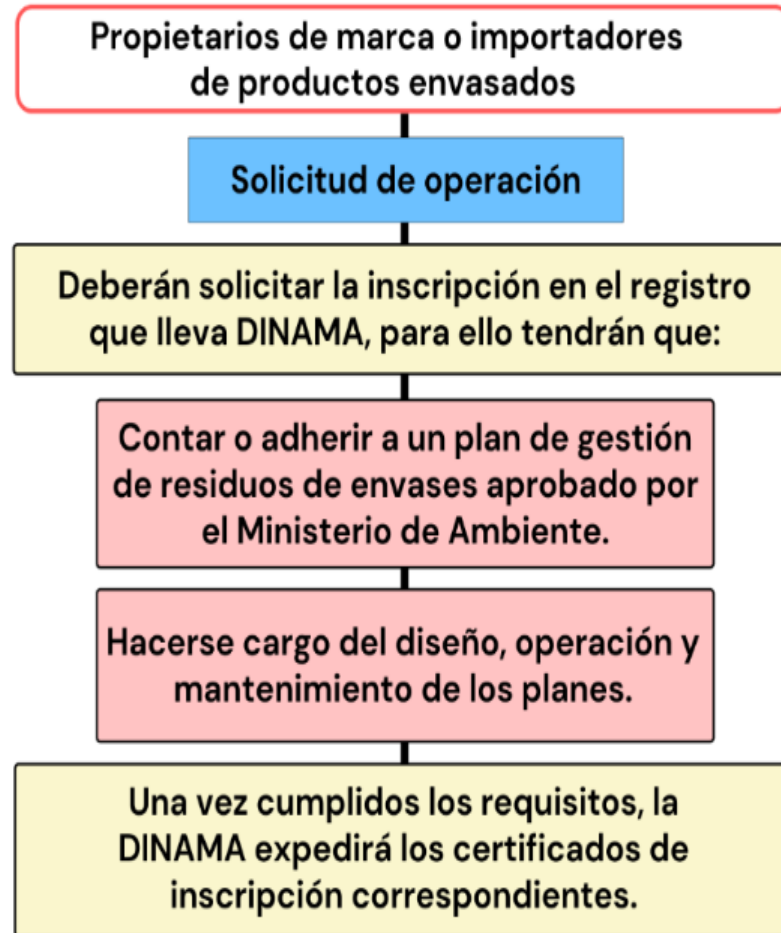 Propietarios de marca o importadores
de productos envasados
Solicitud de operación
Deberán solicitar la inscripción en el registro
que lleva DINAMA, para ello tendrán que:
Contar o adherir a un plan de gestión
de residuos de envases aprobado por
el Ministerio de Ambiente.
Hacerse cargo del diseño, operación y
mantenimiento de los planes.
Una vez cumplidos los requisitos, la
DINAMA expedirá los certificados de
inscripción correspondientes.